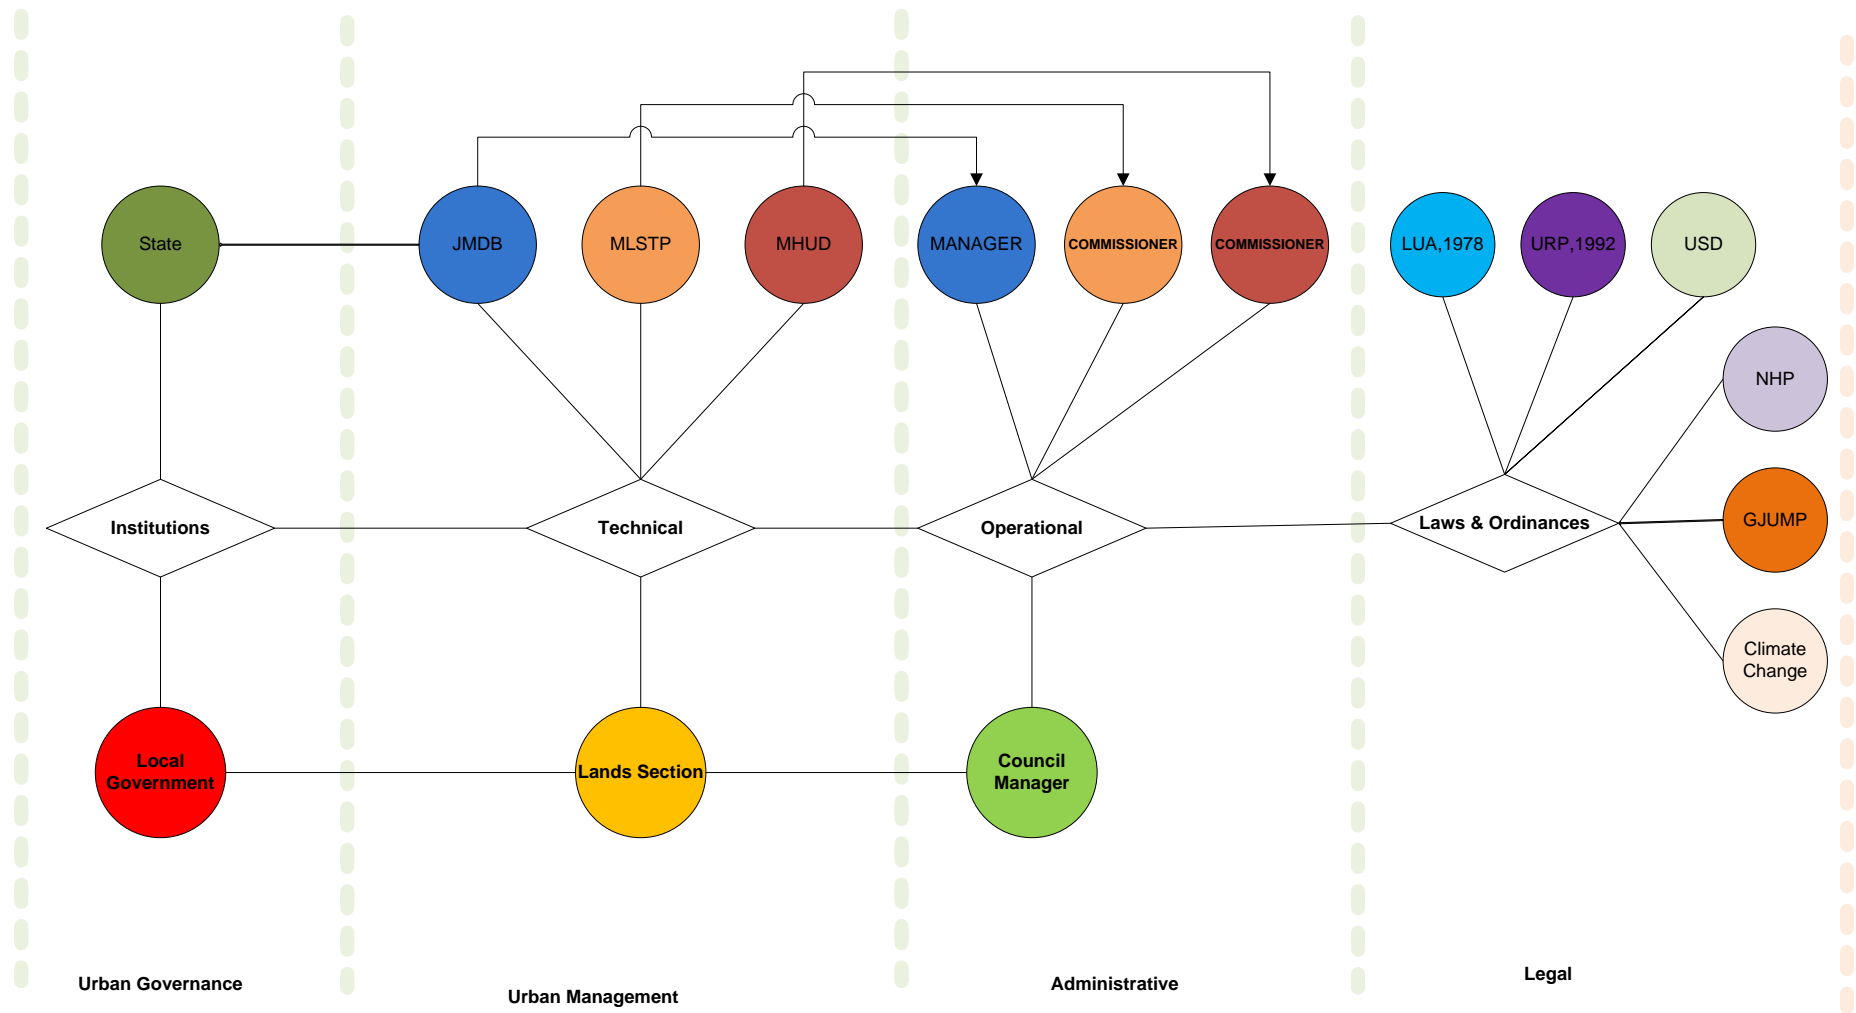 State
JMDB
MLSTP
MHUD
MANAGER
COMMISSIONER
COMMISSIONER
LUA,1978
URP,1992
USD
NHP
Institutions
Technical
Operational
Laws & Ordinances
GJUMP
Climate
Change
Local
Government
Lands Section
Council
Manager
Urban Governance
Urban Management
Administrative
Legal